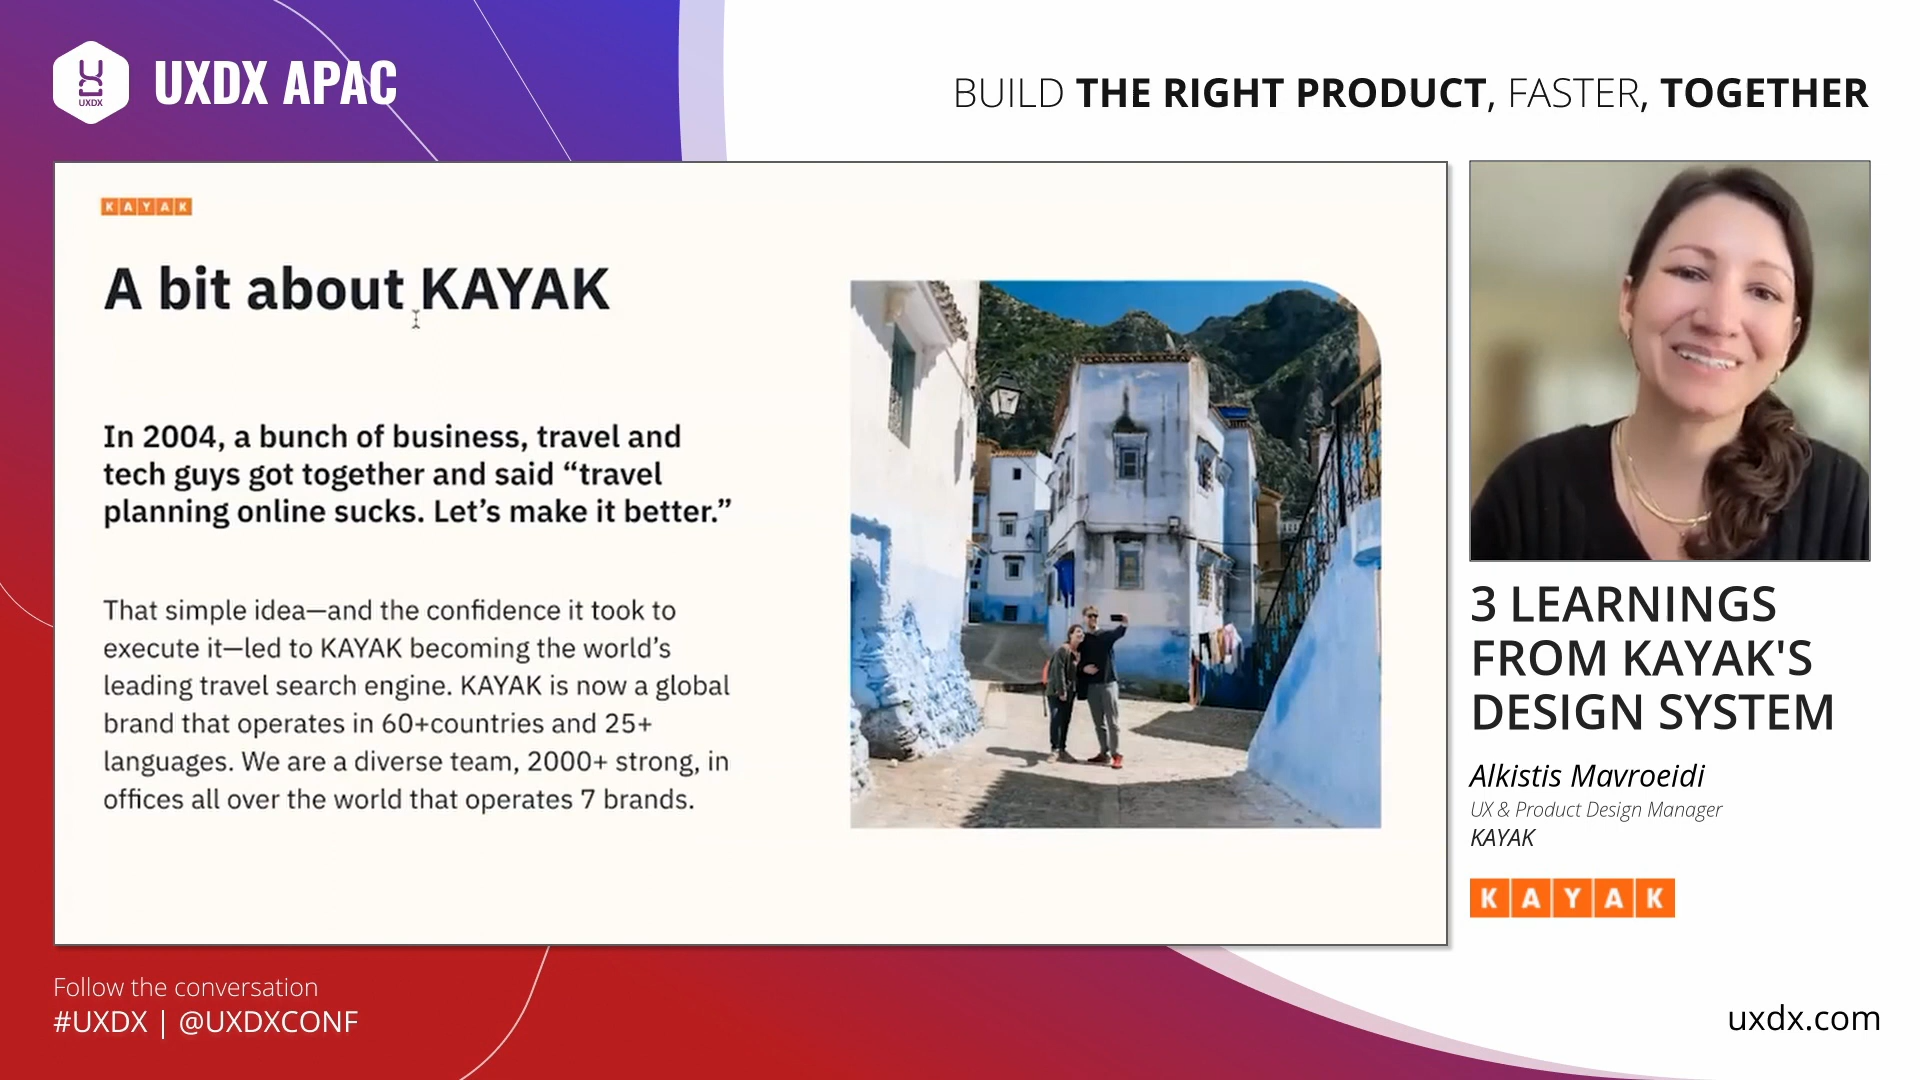 UXDX
UXDX APAC
BUILD THE RIGHT PRODUCT, FASTER, TOGETHER
KAYAK
A bit about KAYAK
In 2004, a bunch of business, travel and
tech guys got together and said “travel
planning online sucks. Let’s make it better.”
That simple idea—and the confidence it took to
execute it—led to KAYAK becoming the world’s
leading travel search engine. KAYAK is now a global
brand that operates in 60+countries and 25+
languages. We are a diverse team, 2000+ strong, in
offices all over the world that operates 7 brands.
3 LEARNINGS
FROM KAYAK'S
DESIGN SYSTEM
Alkistis Mavroeidi
UX & Product Design Manager
KAYAK
KAYAK
Follow the conversation
#UXDX | @UXDXCONF
uxdx.com